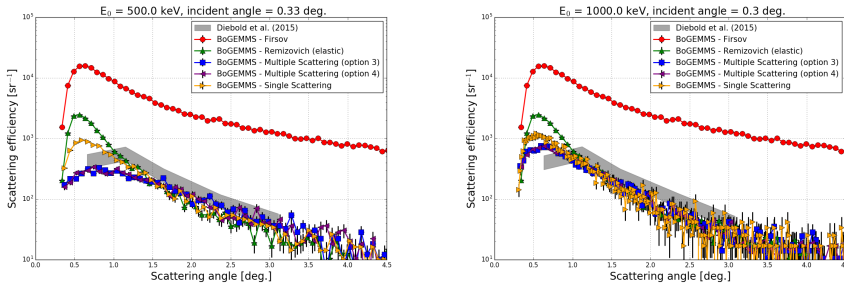 E₀ = 500.0 keV, incident angle = 0.33 deg.
Scattering efficiency [sr⁻¹]
10⁵
10⁴
10³
10²
10¹
Diebold et al. (2015)
BoGEMMS - Firsov
BoGEMMS - Remizovich (elastic)
BoGEMMS - Multiple Scattering (option 3)
BoGEMMS - Multiple Scattering (option 4)
BoGEMMS - Single Scattering
0.0 0.5 1.0 1.5 2.0 2.5 3.0 3.5 4.0 4.5
Scattering angle [deg.]
E₀ = 1000.0 keV, incident angle = 0.3 deg.
Scattering efficiency [sr⁻¹]
10⁵
10⁴
10³
10²
10¹
Diebold et al. (2015)
BoGEMMS - Firsov
BoGEMMS - Remizovich (elastic)
BoGEMMS - Multiple Scattering (option 3)
BoGEMMS - Multiple Scattering (option 4)
BoGEMMS - Single Scattering
0.0 0.5 1.0 1.5 2.0 2.5 3.0 3.5 4.0
Scattering angle [deg.]